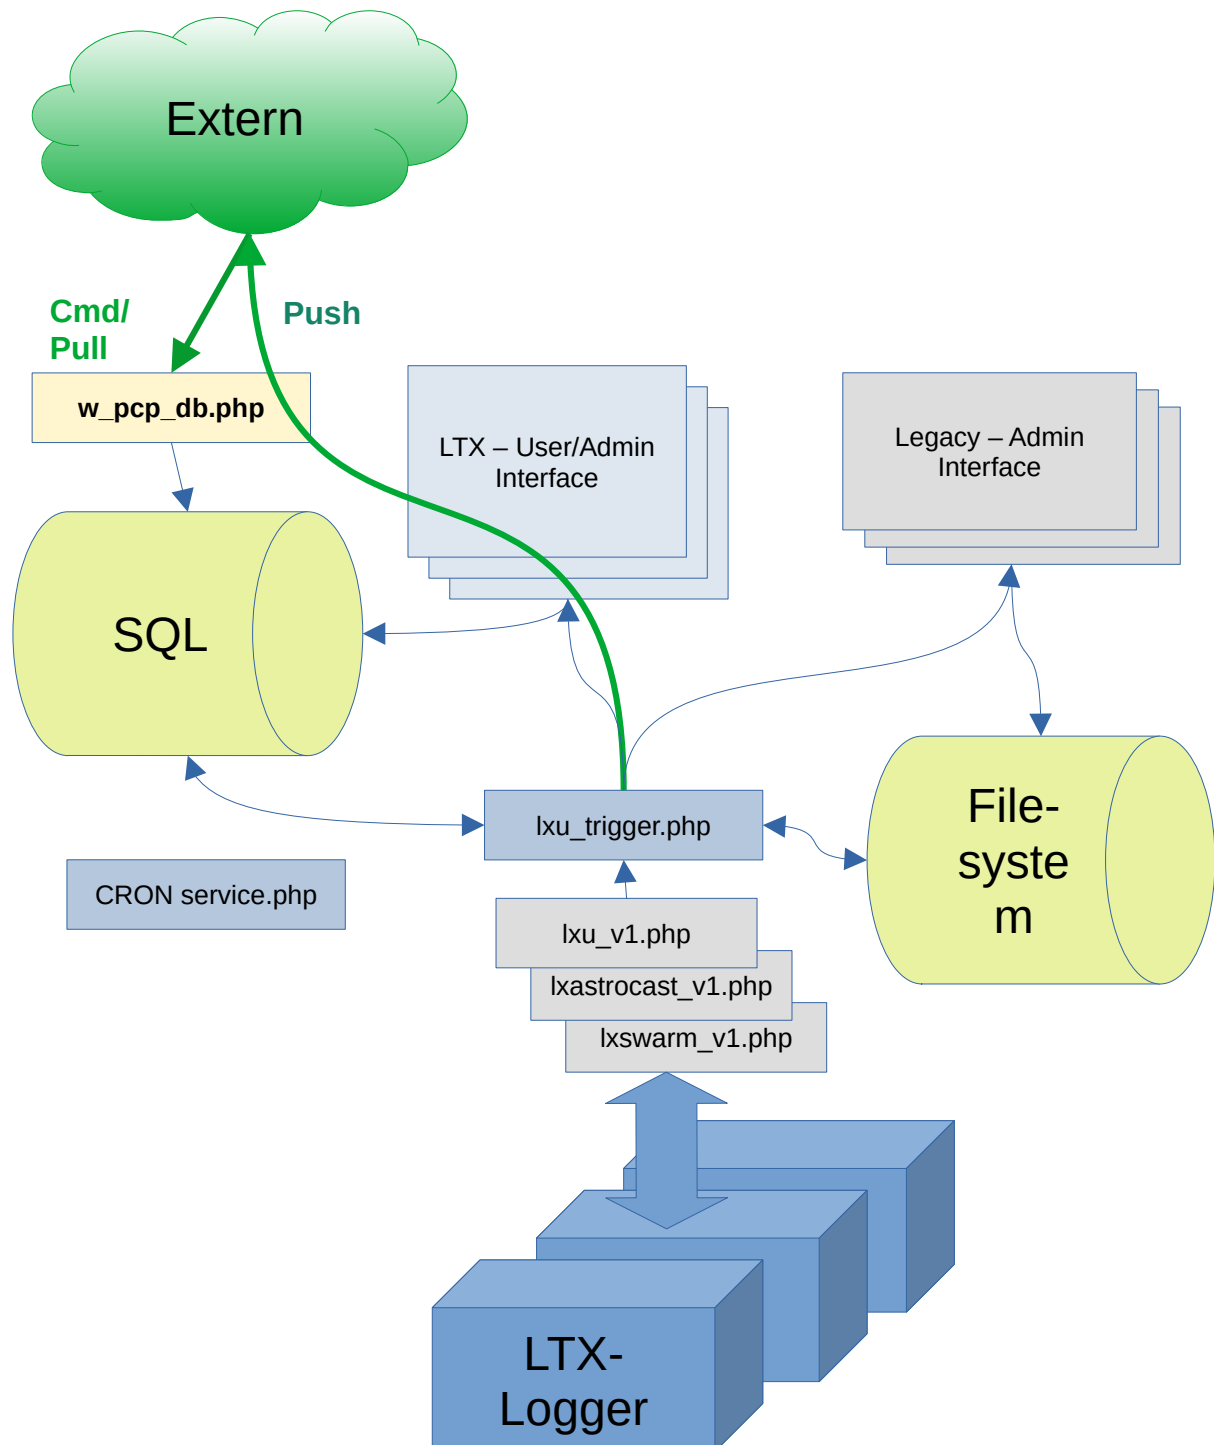 Extern
Cmd/
Pull
Push
w_pcp_db.php
LTX – User/Admin
Interface
Legacy – Admin
Interface
SQL
lxu_trigger.php
File-
syste
m
CRON service.php
lxu_v1.php
lxastrocast_v1.php
lxswarm_v1.php
LTX-
Logger